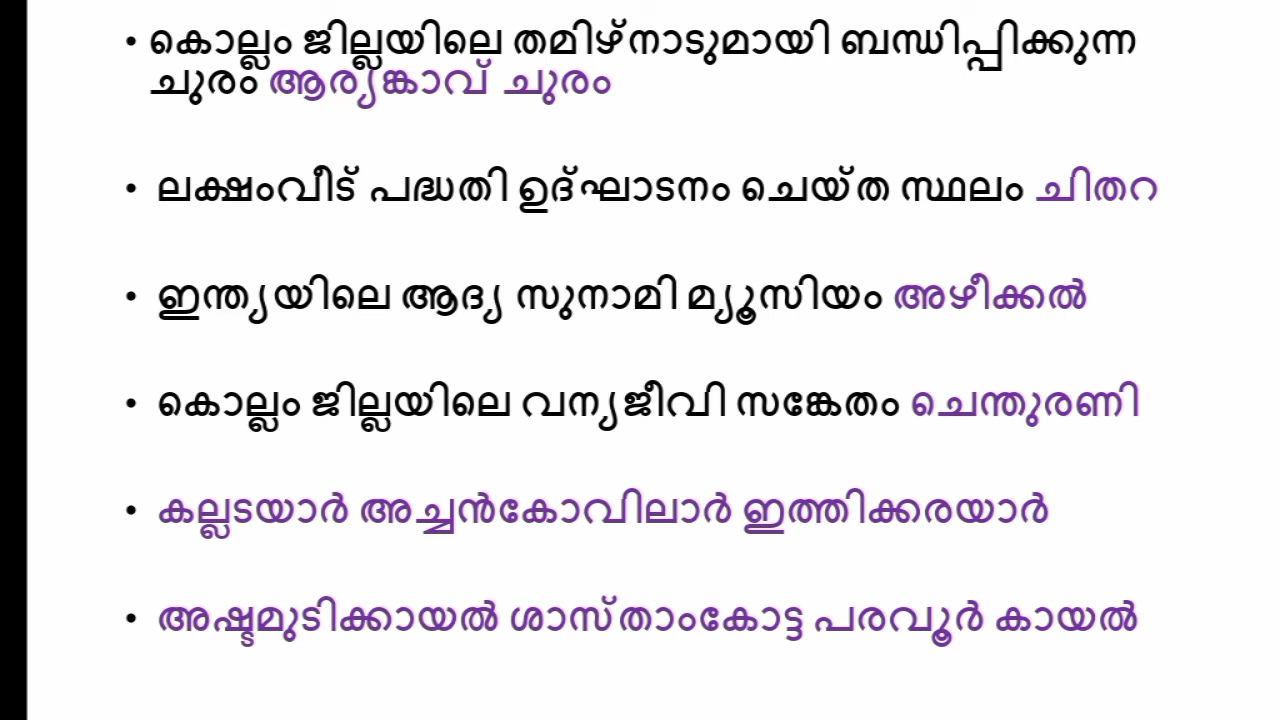 • കൊല്ലം ജില്ലയിലെ തമിഴ്നാടുമായി ബന്ധിപ്പിക്കുന്ന
ചുരം ആര്യങ്കാവ് ചുരം
• ലക്ഷംവീട് പദ്ധതി ഉദ്ഘാടനം ചെയ്ത സ്ഥലം ചിതറ
• ഇന്ത്യയിലെ ആദ്യ സുനാമി മ്യൂസിയം അഴീക്കൽ
• കൊല്ലം ജില്ലയിലെ വന്യജീവി സങ്കേതം ചെന്തുരണി
• കല്ലടയാർ അച്ചൻകോവിലാർ ഇത്തിക്കരയാർ
• അഷ്ടമുടിക്കായൽ ശാസ്താംകോട്ട പരവൂർ കായൽ